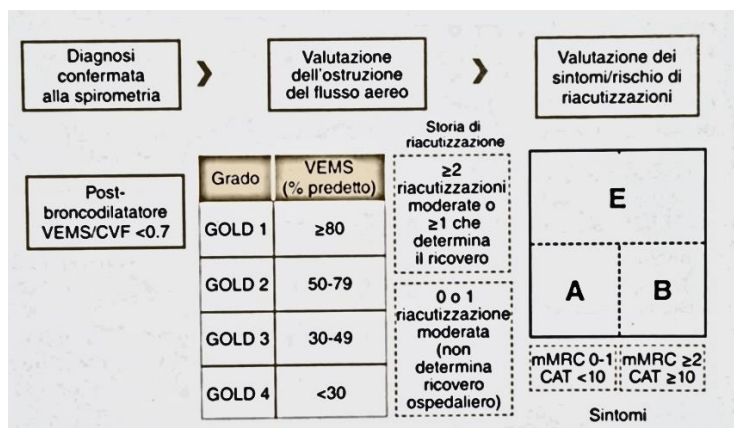 Diagnosi
confermata
alla spirometria
Valutazione
dell'ostruzione
del flusso aereo
Valutazione dei
sintomi/rischio di
riacutizzazioni
Post-
broncodilatatore
VEMS/CVF <0.7
Grado
VEMS
(% predetto)
GOLD 1
≥80
GOLD 2
50-79
GOLD 3
30-49
GOLD 4
<30
Storia di
riacutizzazione
≥2
riacutizzazioni
moderate o
≥1 che
determina
il ricovero
0 o 1
riacutizzazione
moderata
(non
determina
ricovero
ospedaliero)
E
A
B
mMRC 0-1
CAT <10
mMRC ≥2
CAT ≥10
Sintomi